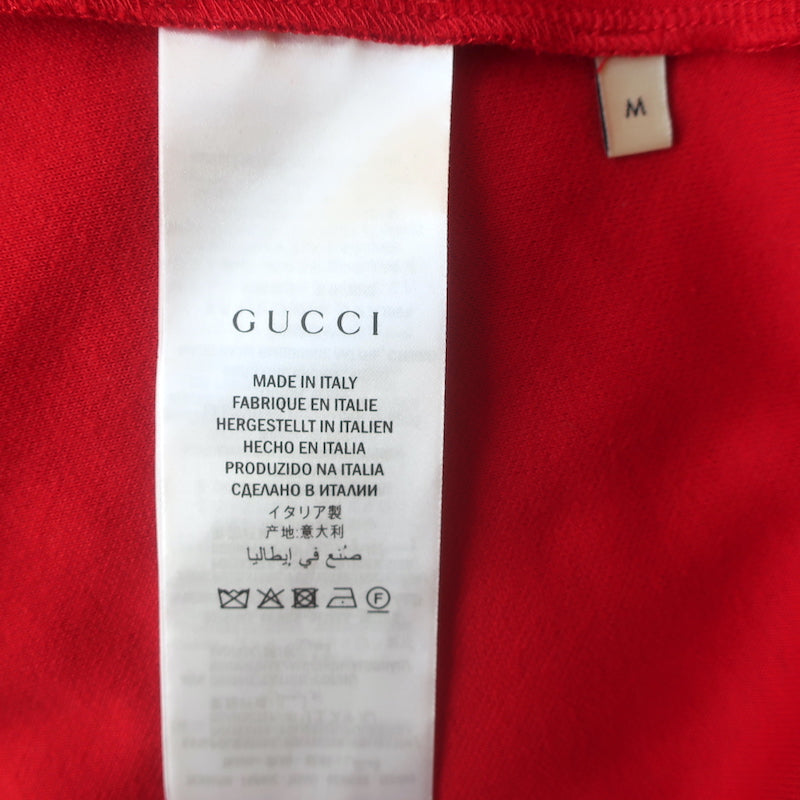 M
GUCCI
MADE IN ITALY
FABRIQUE EN ITALIE
HERGESTELLT IN ITALIEN
HECHO EN ITALIA
PRODUZIDO NA ITALIA
СДЕЛАНО В ИТАЛИИ
イタリア製
产地:意大利
صُنع في إيطاليا
F